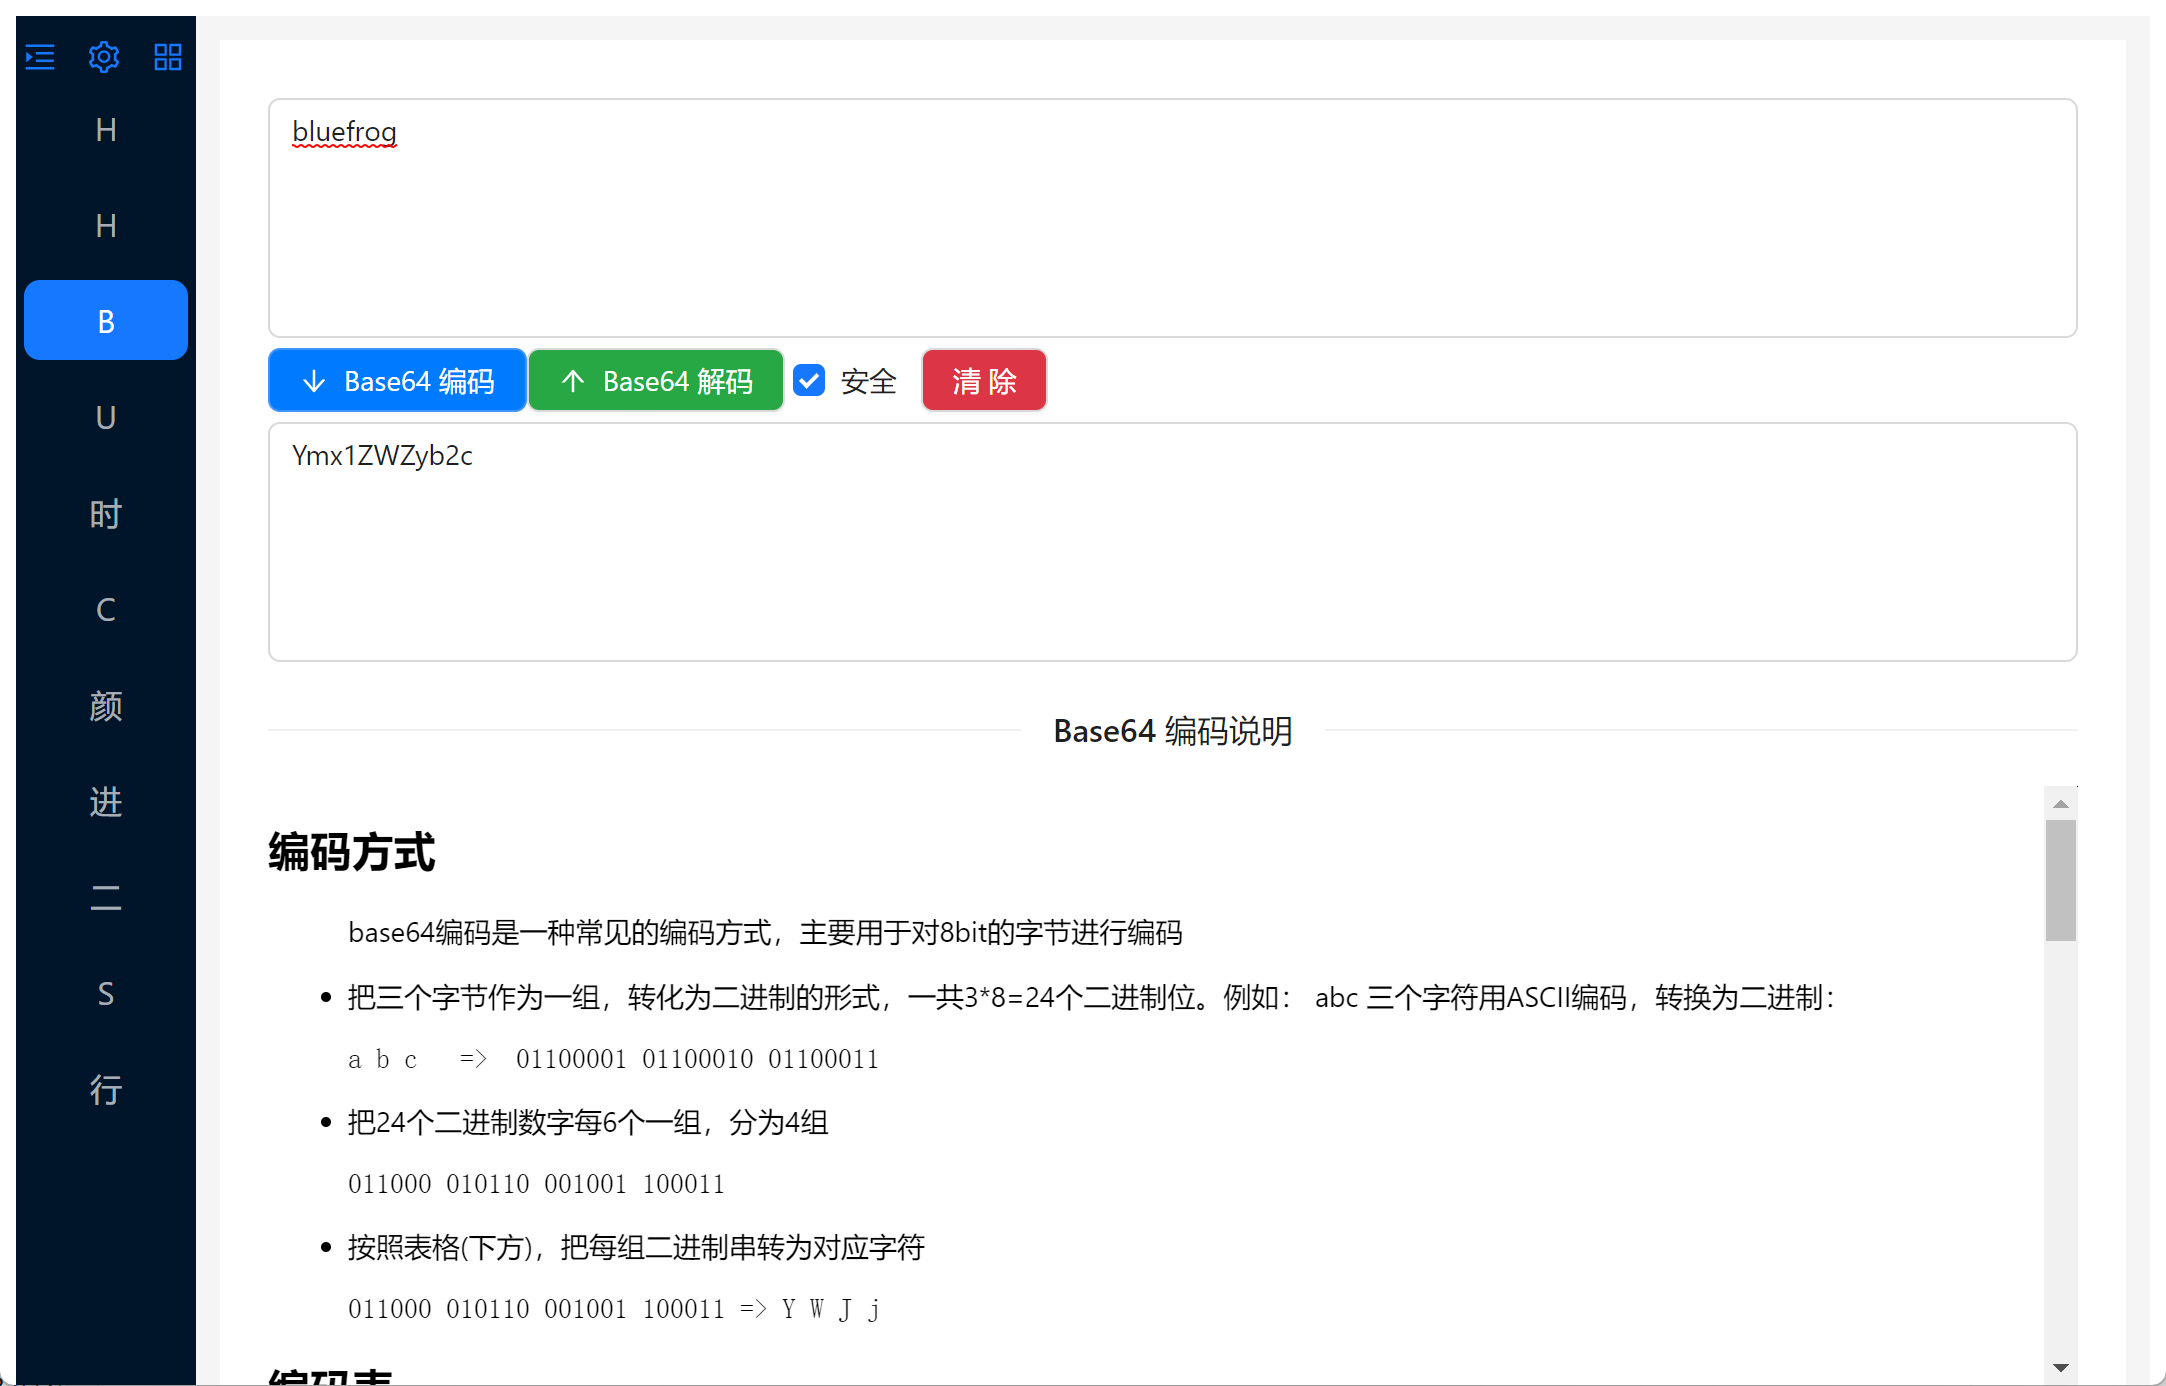 H
H
B
U
时
C
颜
进
二
S
行
bluefrog
Base64 编码
Base64 解码
安全
清 除
Ymx1ZWZyb2c
Base64 编码说明
编码方式
base64编码是一种常见的编码方式，主要用于对8bit的字节进行编码
把三个字节作为一组，转化为二进制的形式，一共3*8=24个二进制位。例如： abc 三个字符用ASCII编码，转换为二进制：
a b c   =>  01100001 01100010 01100011
把24个二进制数字每6个一组，分为4组
011000 010110 001001 100011
按照表格(下方)，把每组二进制串转为对应字符
011000 010110 001001 100011 => Y W J j
编码表